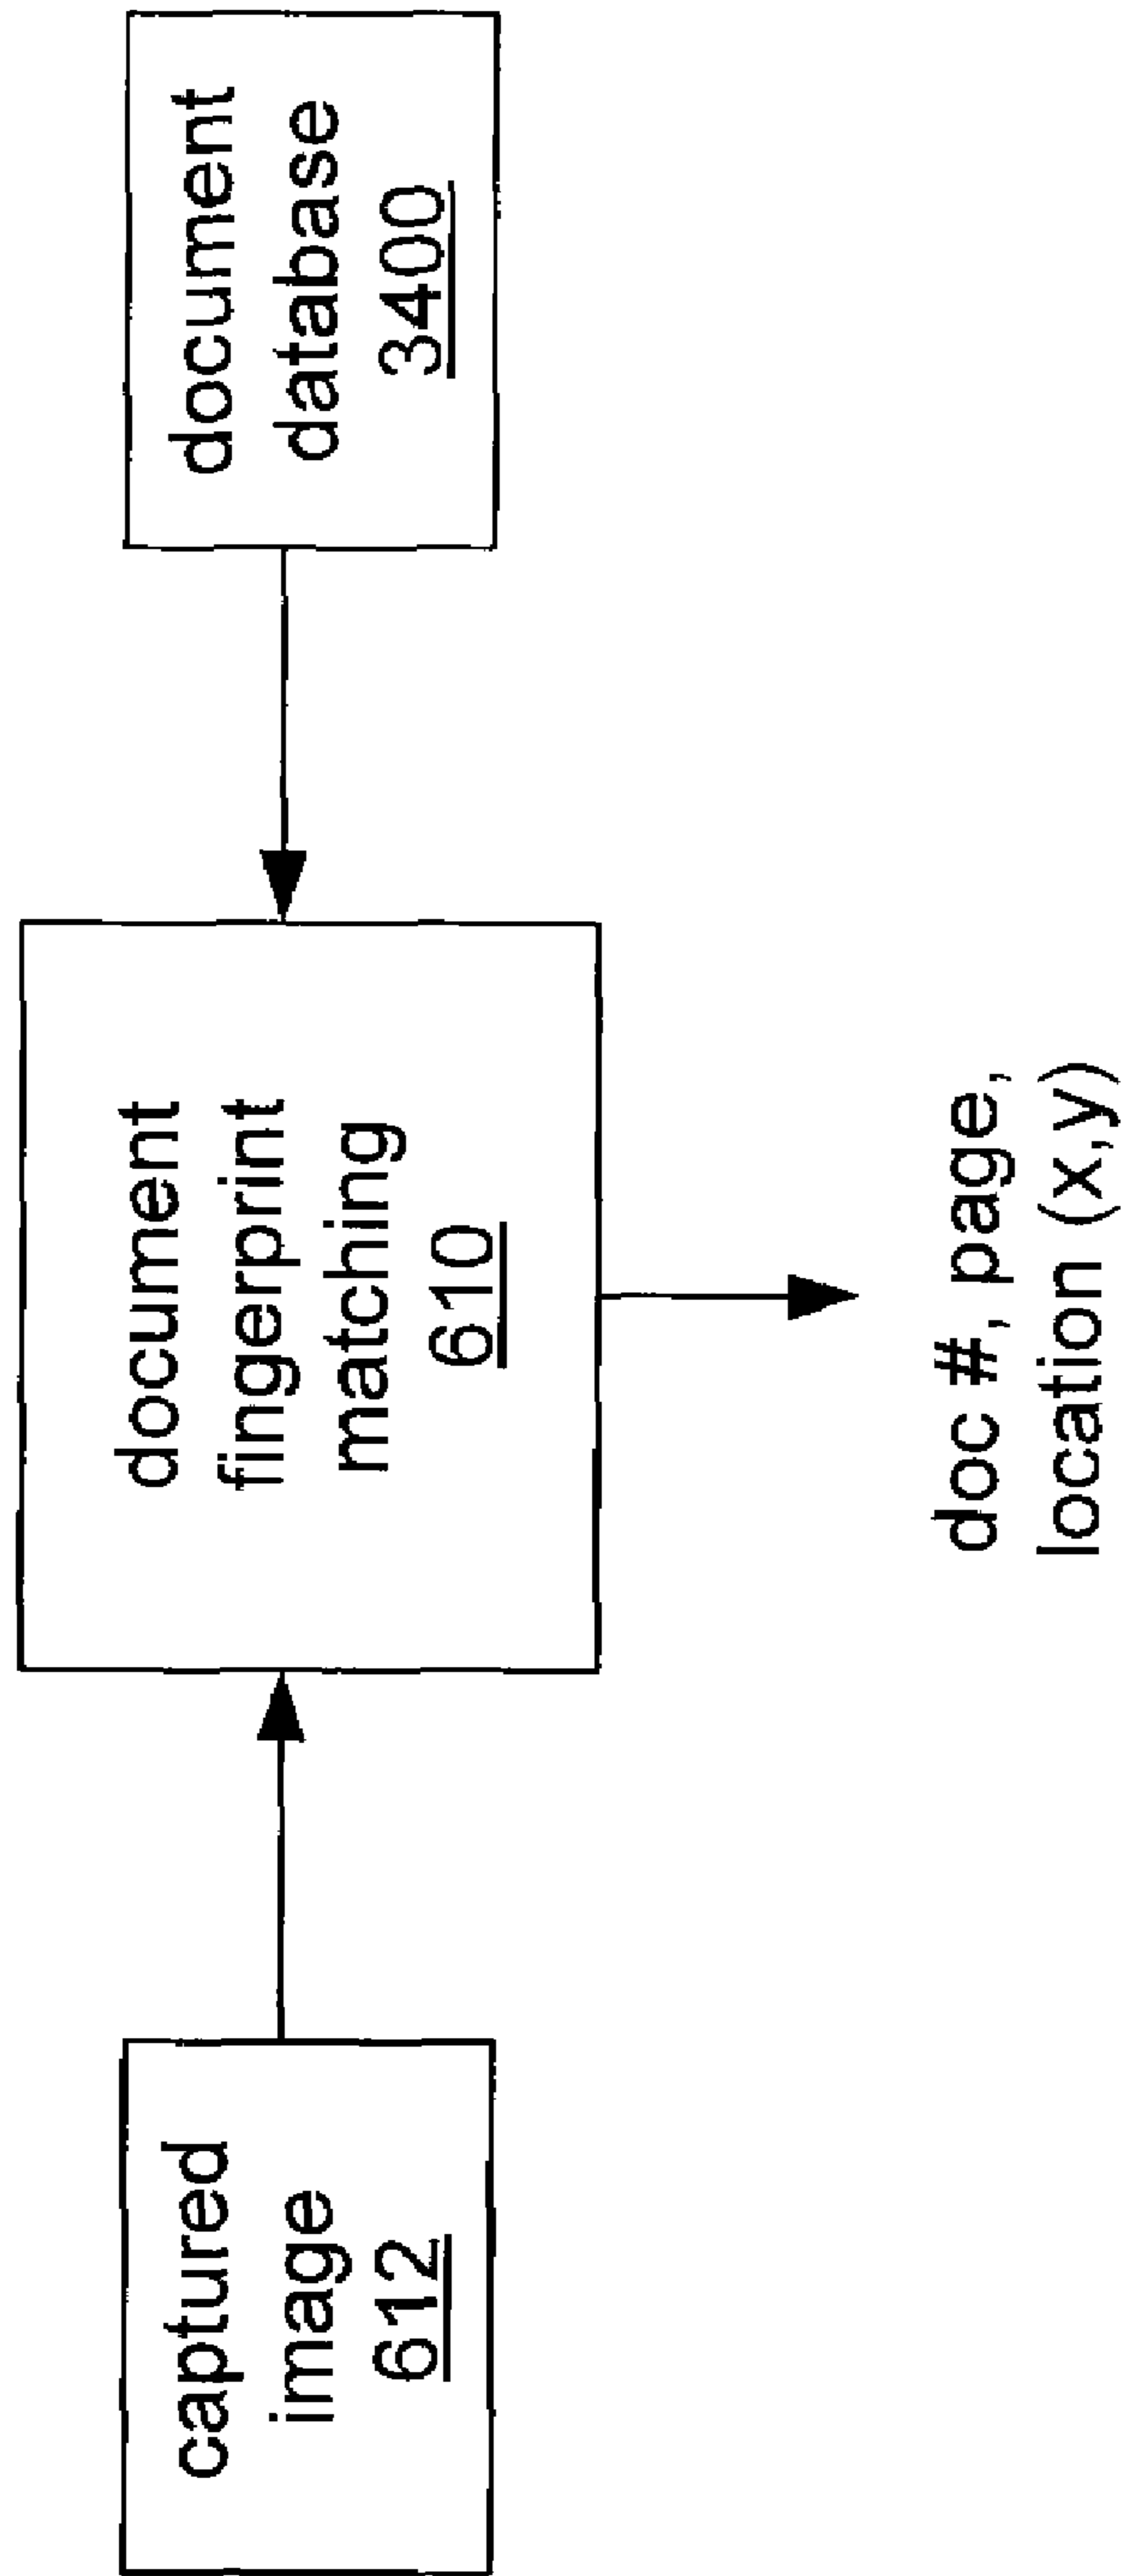 captured
image
612
document
fingerprint
matching
610
document
database
3400
doc #, page,
location (x,y)